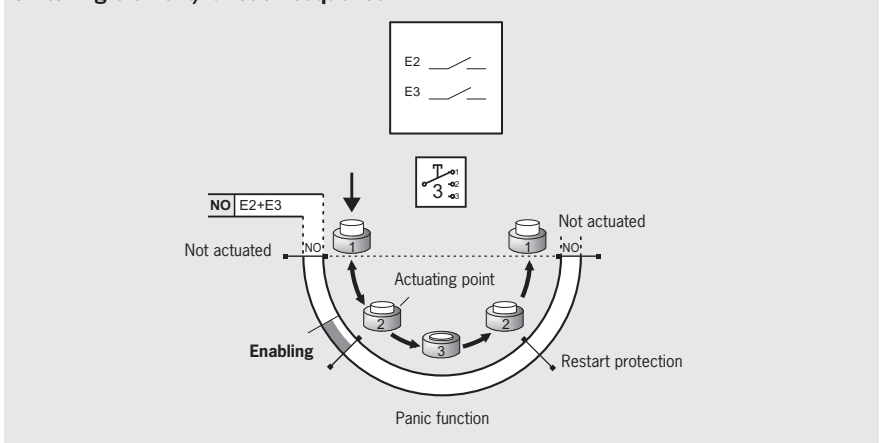 E2
E3
1
2
3
3
NO E2+E3
Not actuated
Not actuated
NO
1
1
NO
Actuating point
2
2
3
Enabling
Restart protection
Panic function